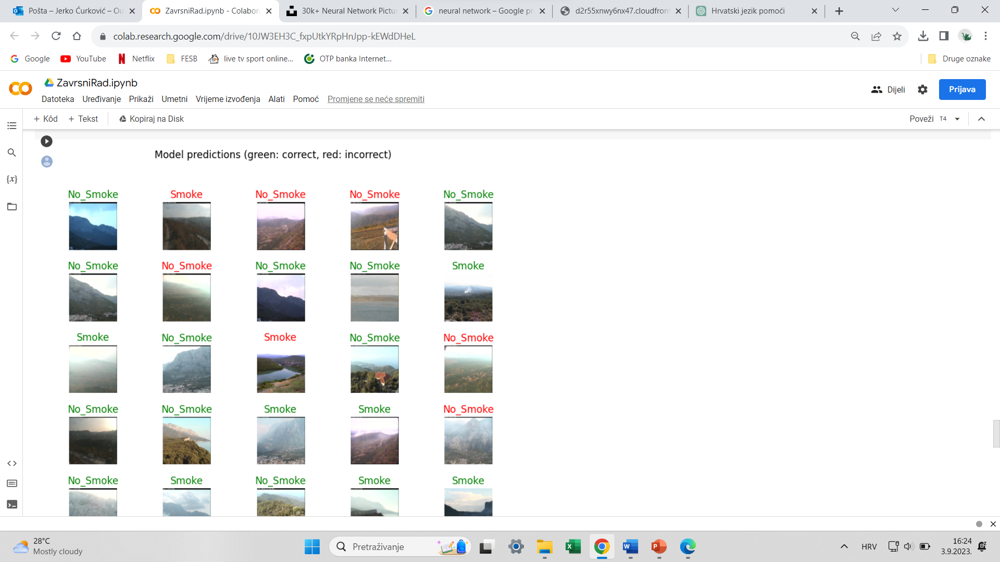 Pošta – Jerko Ćurković – Ou
ZavrsniRad.ipynb - Colabora
30k+ Neural Network Pictu
neural network – Google pr
d2r55xnwy6nx47.cloudfront
Hrvatski jezik pomoći
colab.research.google.com/drive/10JW3EH3C_fxpUtkYRpHnJpp-kEWdDHeL
Google YouTube Netflix FESB live tv sport online... OTP banka Internet... Druge oznake
ZavrsniRad.ipynb
Datoteka Uređivanje Prikaži Umetni Vrijeme izvođenja Alati Pomoć Promjene se neće spremiti
Dijeli Prijava
+ Kôd + Tekst Kopiraj na Disk Poveži T4
{x}
Model predictions (green: correct, red: incorrect)
No_Smoke Smoke No_Smoke No_Smoke No_Smoke
No_Smoke No_Smoke No_Smoke No_Smoke Smoke
Smoke No_Smoke Smoke No_Smoke No_Smoke
No_Smoke No_Smoke Smoke Smoke No_Smoke
No_Smoke Smoke No_Smoke Smoke Smoke
28°C
Mostly cloudy
Pretraživanje
HRV
16:24
3.9.2023.